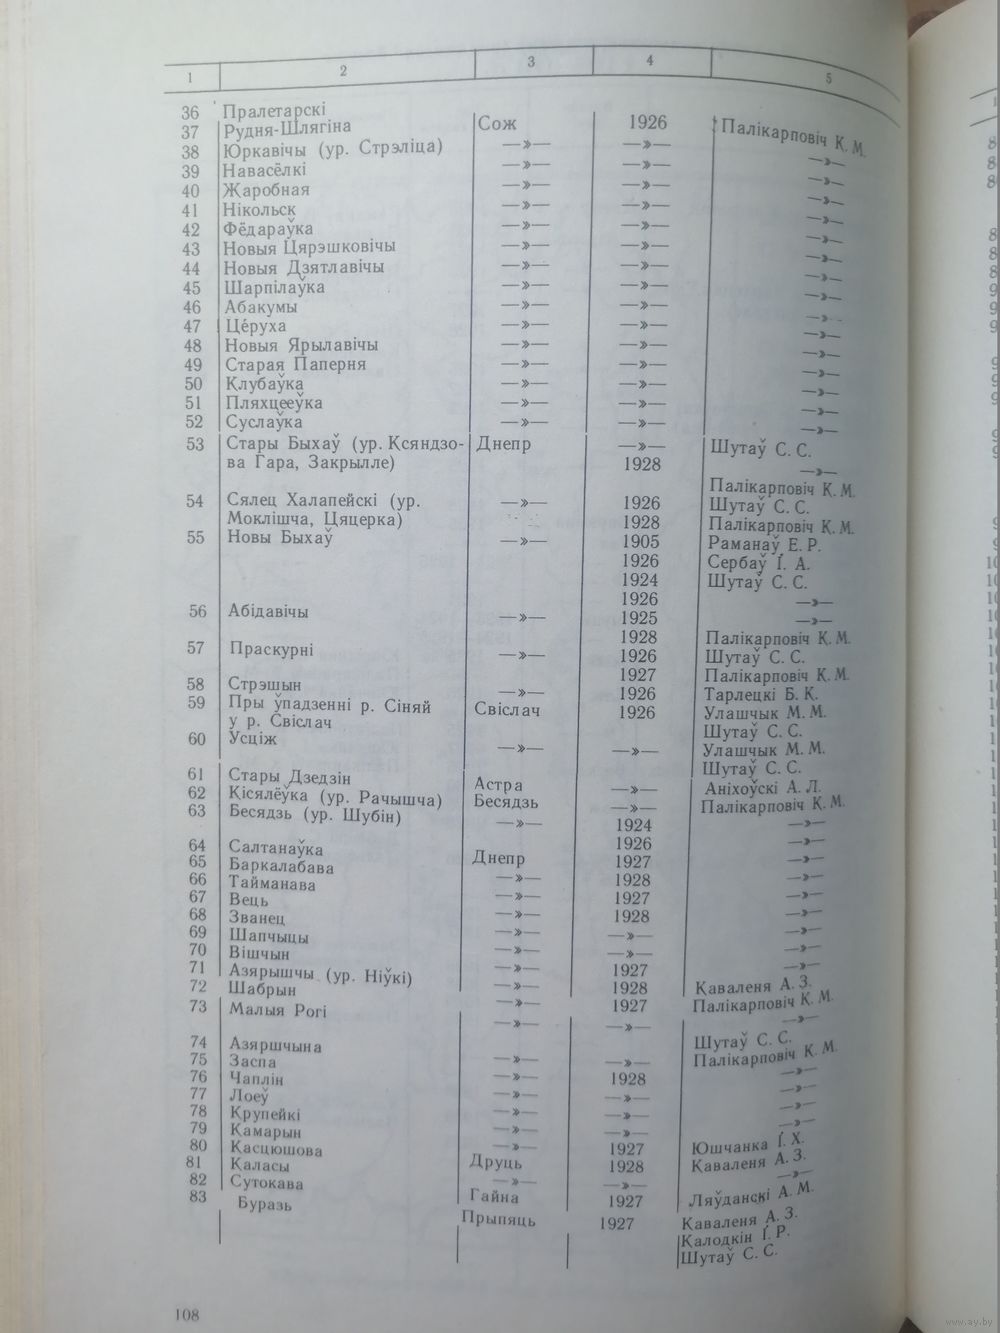 1 2 3 4 5
36 Пралетарскі Сож 1926 Палікарповіч К. М.
37 Рудня-Шлягіна —»— —»— —»—
38 Юркавічы (ур. Стрэліца) —»— —»— —»—
39 Навасёлкі —»— —»— —»—
40 Жаробная —»— —»— —»—
41 Нікольск —»— —»— —»—
42 Фёдараўка —»— —»— —»—
43 Новыя Цярэшковічы —»— —»— —»—
44 Новыя Дзятлавічы —»— —»— —»—
45 Шарпілаўка —»— —»— —»—
46 Абакумы —»— —»— —»—
47 Цёруха —»— —»— —»—
48 Новыя Ярылавічы —»— —»— —»—
49 Старая Паперня —»— —»— —»—
50 Клубаўка —»— —»— —»—
51 Пляхцееўка —»— —»— —»—
52 Суслаўка —»— —»— —»—
53 Стары Быхаў (ур. Ксяндзо- Днепр —»— Шутаў С. С.
ва Гара, Закрылле) 1928 —»—
Палікарповіч К. М.
54 Сялец Халапейскі (ур. —»— 1926 Шутаў С. С.
Моклішча, Цяцерка) 1928 Палікарповіч К. М.
55 Новы Быхаў —»— 1905 Раманаў Е. Р.
1926 Сербаў І. А.
1924 Шутаў С. С.
1926 —»—
56 Абідавічы —»— 1925 —»—
1928 Палікарповіч К. М.
57 Праскурні —»— 1926 Шутаў С. С.
1927 Палікарповіч К. М.
58 Стрэшын —»— 1926 Тарлецкі Б. К.
59 Пры ўпадзенні р. Сіняй Свіслач 1926 Улашчык М. М.
у р. Свіслач Шутаў С. С.
60 Усціж —»— —»— Улашчык М. М.
Шутаў С. С.
61 Стары Дзедзін Астра —»— Аніхоўскі А. Л.
62 Кісялёўка (ур. Рачышча) Бесядзь —»— Палікарповіч К. М.
63 Бесядзь (ур. Шубін) —»— 1924 —»—
1926 —»—
64 Салтанаўка Днепр 1927 —»—
65 Баркалабава —»— 1928 —»—
66 Тайманава —»— 1927 —»—
67 Вець —»— 1928 —»—
68 Званец —»— —»— —»—
69 Шапчыцы —»— —»— —»—
70 Вішчын —»— 1927 —»—
71 Азярышчы (ур. Ніўкі) —»— 1928 Каваленя А. З.
72 Шабрын —»— 1927 Палікарповіч К. М.
73 Малыя Рогі —»— —»— —»—
Шутаў С. С.
74 Азяршчына —»— —»— Палікарповіч К. М.
75 Заспа —»— 1928 —»—
76 Чаплін —»— —»— —»—
77 Лоеў —»— —»— —»—
78 Крупейкі —»— —»— —»—
79 Камарын —»— 1927 Юшчанка І. Х.
80 Касцюшова Друць 1928 Каваленя А. З.
81 Каласы —»— —»— —»—
82 Сутокава Гайна 1927 Ляўданскі А. М.
83 Буразь Прыпяць 1927 Каваленя А. З.
Калодкін І. Р.
Шутаў С. С.
108
www.ay.by